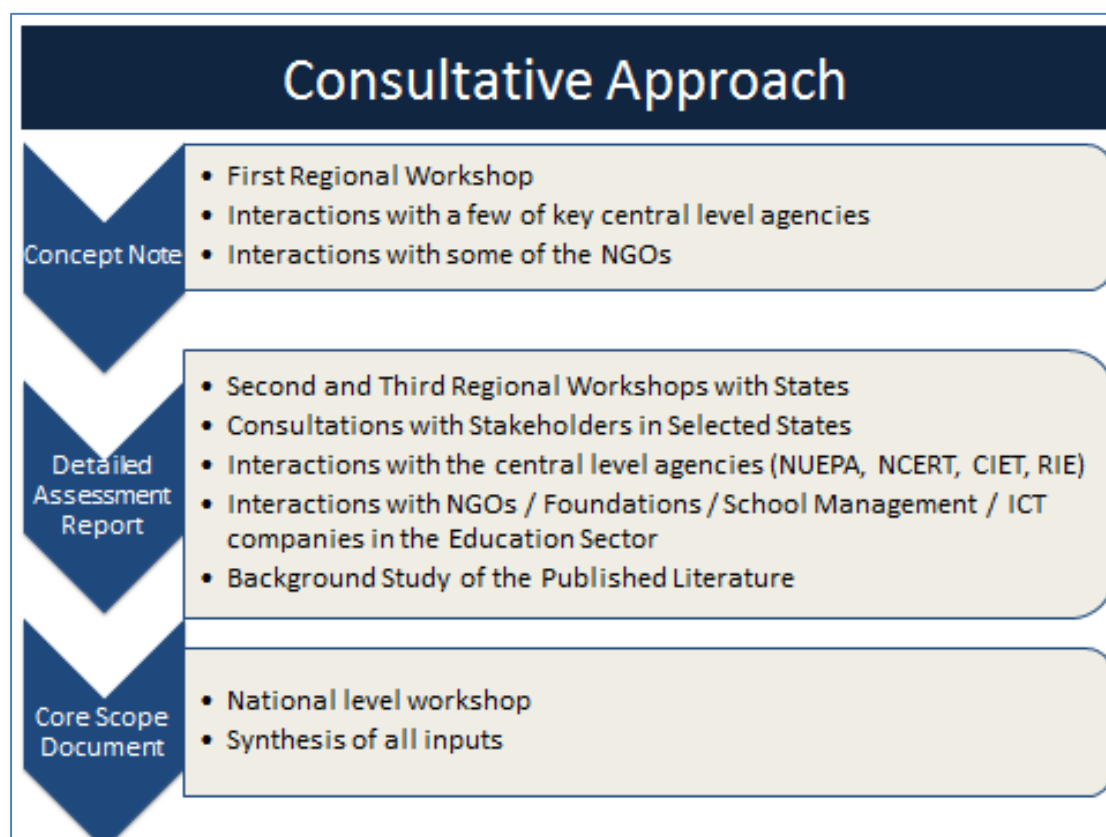 Consultative Approach
Concept Note
• First Regional Workshop
• Interactions with a few of key central level agencies
• Interactions with some of the NGOs
Detailed
Assessment
Report
• Second and Third Regional Workshops with States
• Consultations with Stakeholders in Selected States
• Interactions with the central level agencies (NUEPA, NCERT, CIET, RIE)
• Interactions with NGOs / Foundations / School Management / ICT
companies in the Education Sector
• Background Study of the Published Literature
Core Scope
Document
• National level workshop
• Synthesis of all inputs